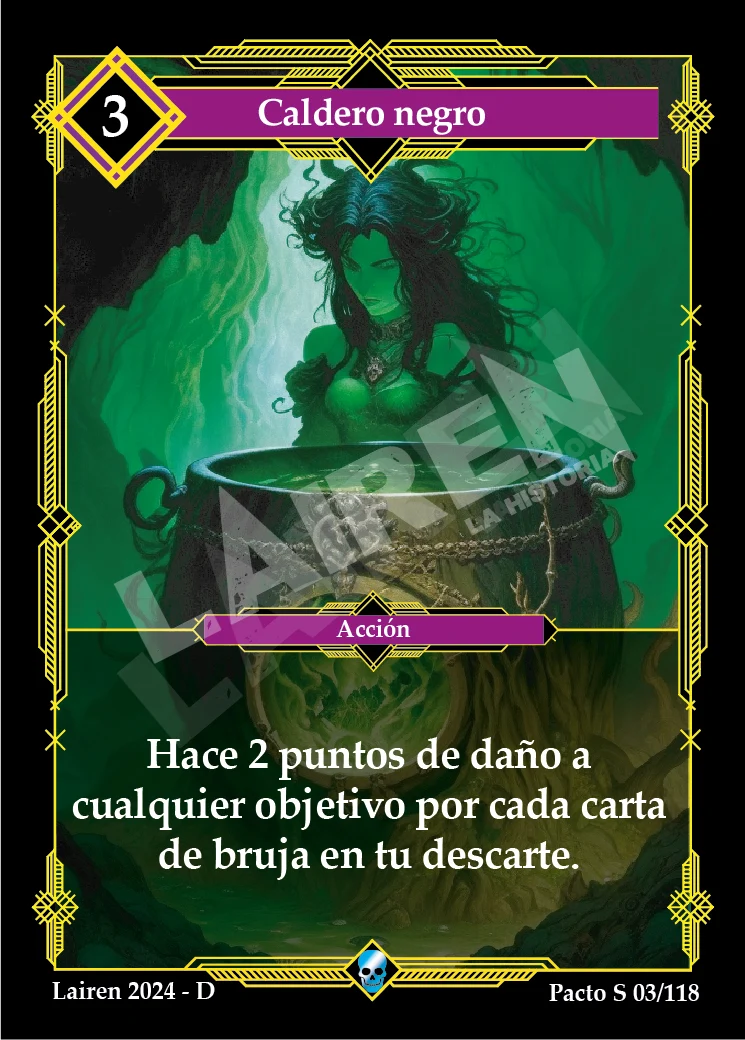 3
Caldero negro
LAIREN
LA HISTORIA
Acción
Hace 2 puntos de daño a
cualquier objetivo por cada carta
de bruja en tu descarte.
Lairen 2024 - D
Pacto S 03/118